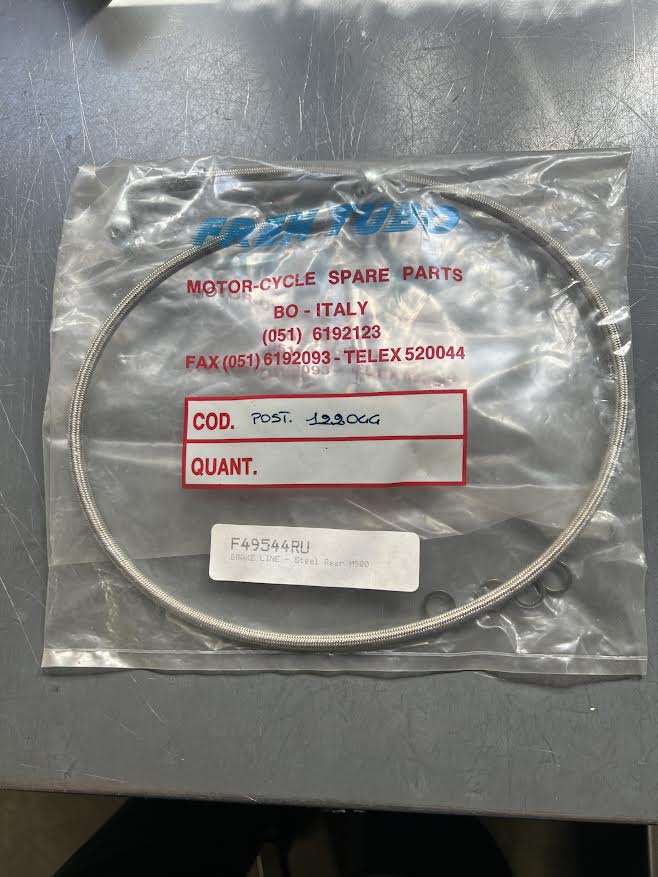 FREN TUBO
MOTOR-CYCLE SPARE PARTS
BO - ITALY
(051) 6192123
FAX (051) 6192093 - TELEX 520044
COD. POST. 1220GG
QUANT.
F49544RU
BRAKE LINE - Steel Rear M900